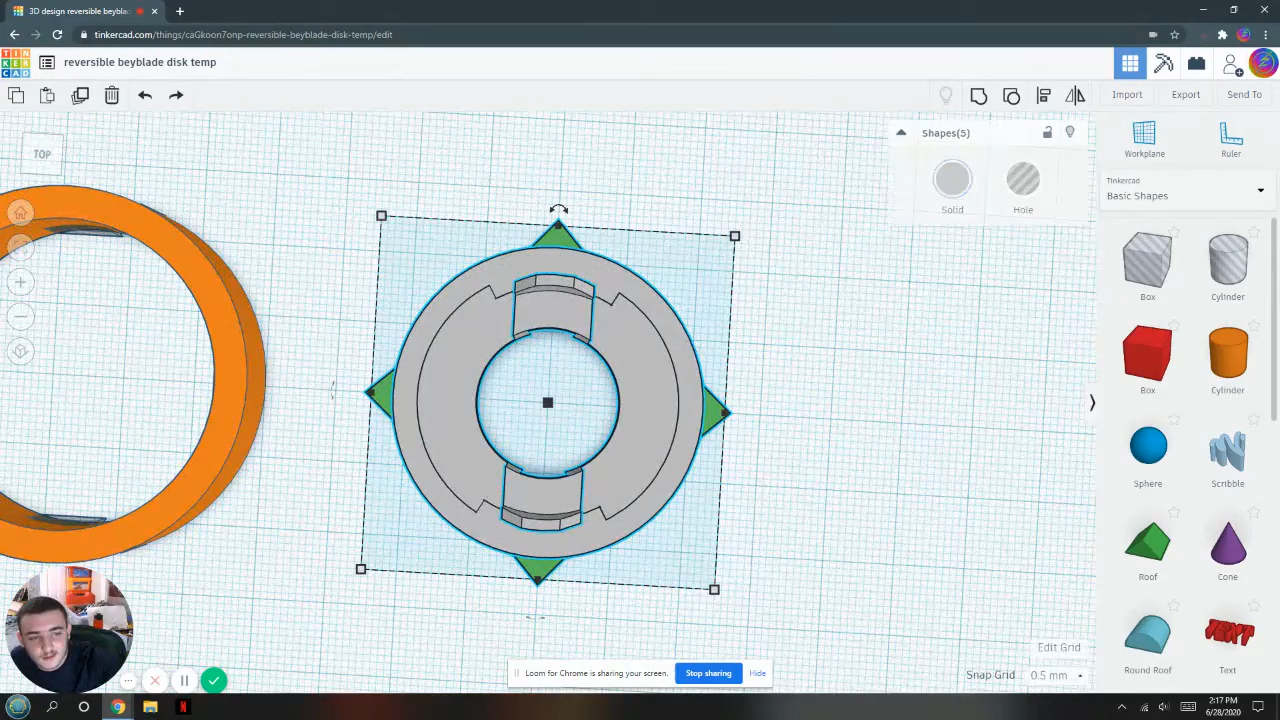 3D design reversible beyblad
tinkercad.com/things/caGkoon7onp-reversible-beyblade-disk-temp/edit
TIN
KER
CAD
reversible beyblade disk temp
Import
Export
Send To
TOP
Shapes(5)
Solid
Hole
Workplane
Ruler
Tinkercad
Basic Shapes
Box
Cylinder
Box
Cylinder
Sphere
Scribble
Roof
Cone
Round Roof
TEXT
Text
Edit Grid
Snap Grid
0.5 mm
Loom for Chrome is sharing your screen.
Stop sharing
Hide
2:17 PM
6/28/2020